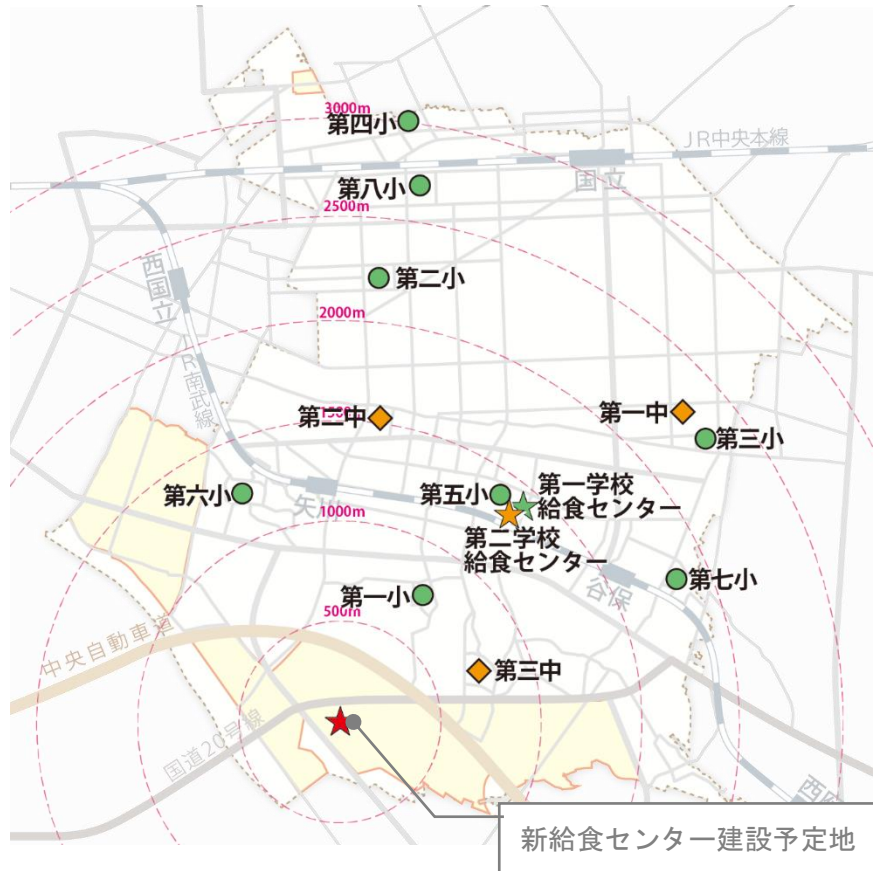 3000m
第四小
JR中央本線
国立
第八小
2500m
西国立
第二小
2000m
JR南武線
第二中
1500m
第一中
第三小
第六小
矢川
第五小
第一学校
給食センター
第二学校
給食センター
1000m
谷保
第七小
第一小
500m
中央自動車道
第三中
国道20号線
新給食センター建設予定地